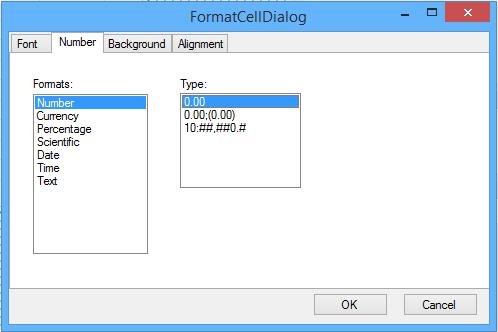 FormatCellDialog
Font Number Background Alignment
Formats: Type:
Number
Currency
Percentage
Scientific
Date
Time
Text
0.00
0.00;(0.00)
10:##,##0.#
OK Cancel